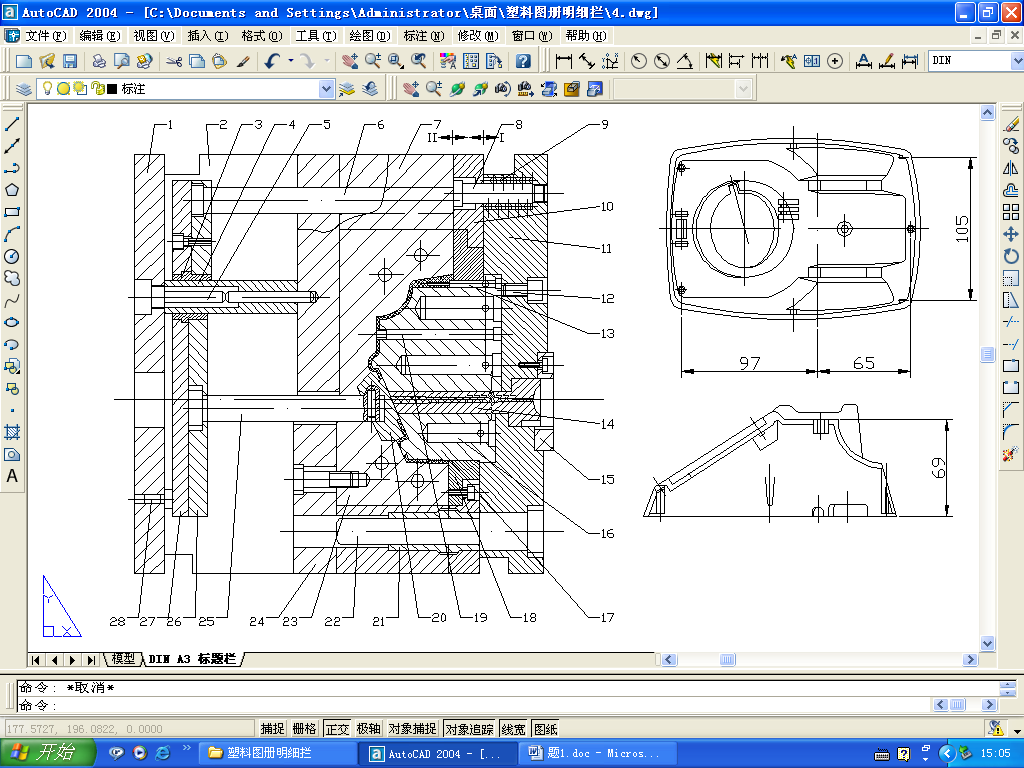 AutoCAD 2004 - [C:\Documents and Settings\Administrator\桌面\塑料图册明细拦\4.dwg]
文件(F) 编辑(E) 视图(V) 插入(I) 格式(O) 工具(T) 绘图(D) 标注(N) 修改(M) 窗口(W) 帮助(H)
DIN
标注
1 2 3 4 5 6 7 8 9
II I
10
11
12
13
14
15
16
17
28 27 26 25 24 23 22 21 20 19 18
105
97 65
69
Y
X
模型 DIN A3 标题栏
命令: *取消*
命令:
177.5727, 196.0822, 0.0000 捕捉 栅格 正交 极轴 对象捕捉 对象追踪 线宽 图纸
开始 塑料图册明细拦 AutoCAD 2004 - [... 题1.doc - Micros... 15:05